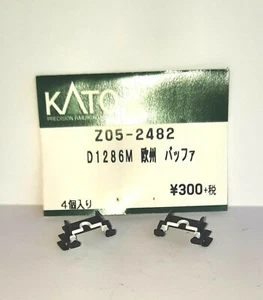 KATO
PRECISION RAILROAD
Z05-2482
D1286M 欧州 バッファ
¥300+税
4個入り